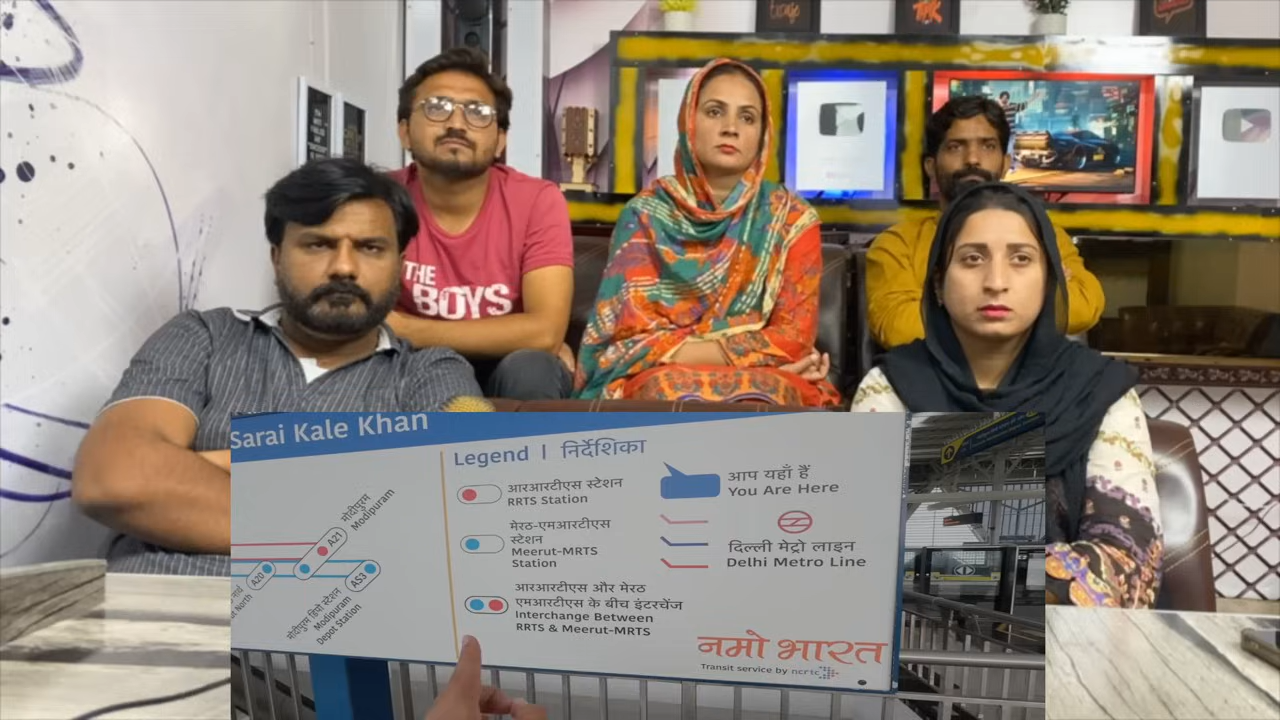 THE
BOYS
Sarai Kale Khan
Legend | निर्देशिका
आरआरटीएस स्टेशन
RRTS Station
मेरठ-एमआरटीएस
स्टेशन
Meerut-MRTS
Station
आरआरटीएस और मेरठ
एमआरटीएस के बीच इंटरचेंज
Interchange Between
RRTS & Meerut-MRTS
आप यहाँ हैं
You Are Here
दिल्ली मेट्रो लाइन
Delhi Metro Line
मोदीपुरम
Modipuram
A21
A20
AS3
मोदीपुरम डिपो स्टेशन
Modipuram
Depot Station
नमो भारत
Transit service by ncrtc